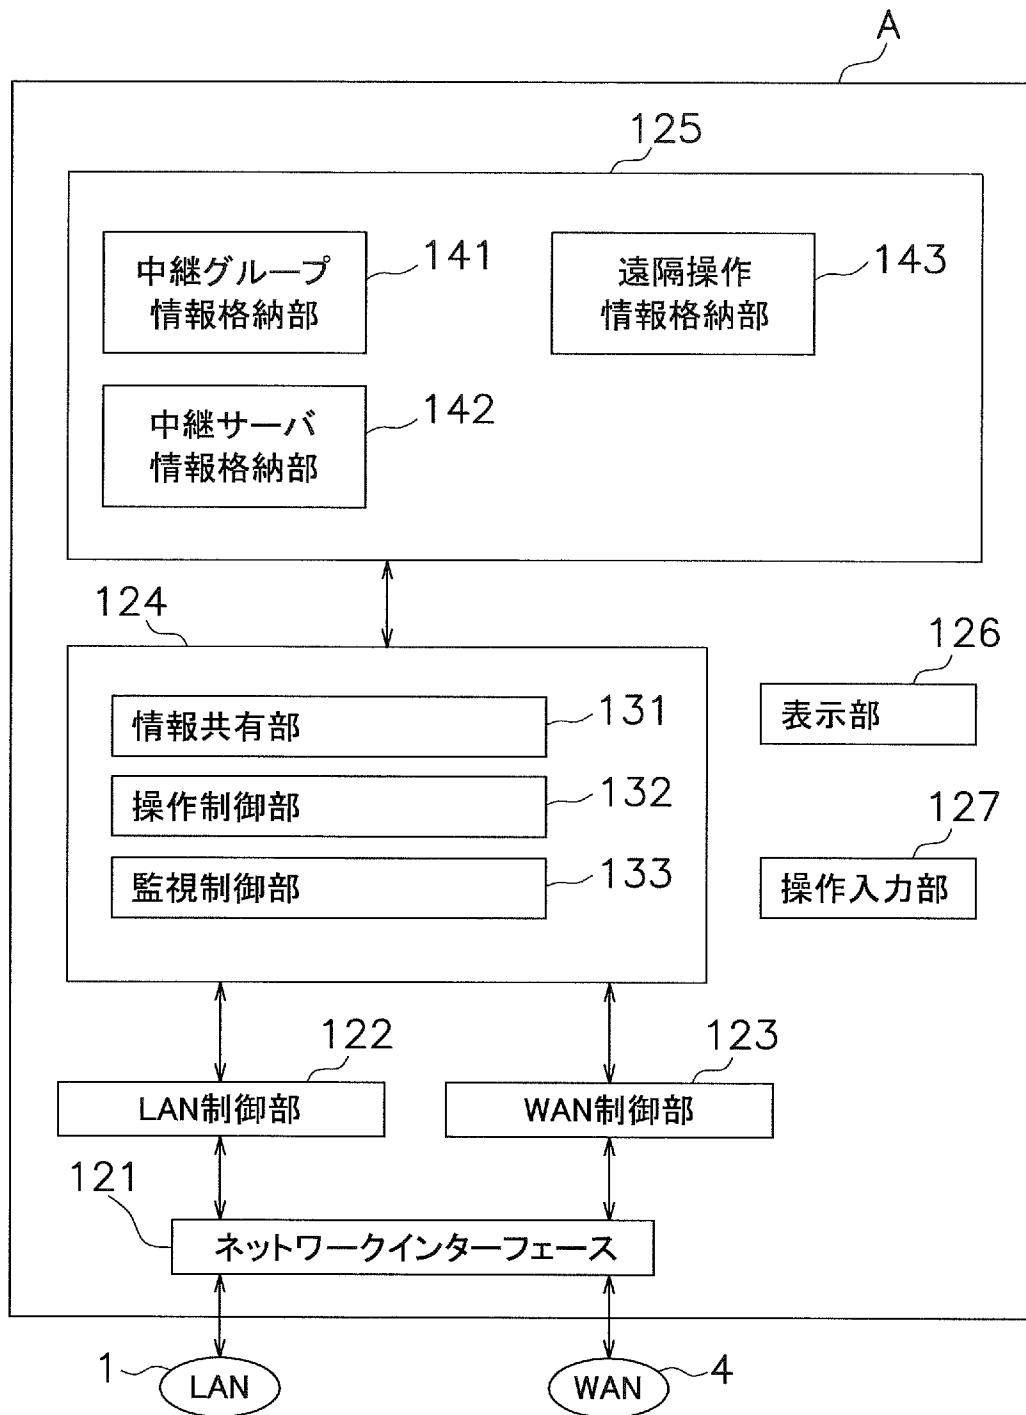 A
125
中継グループ
情報格納部
141
遠隔操作
情報格納部
143
中継サーバ
情報格納部
142
124
情報共有部
131
操作制御部
132
監視制御部
133
126
表示部
127
操作入力部
122
LAN制御部
123
WAN制御部
121
ネットワークインターフェース
1
LAN
WAN
4